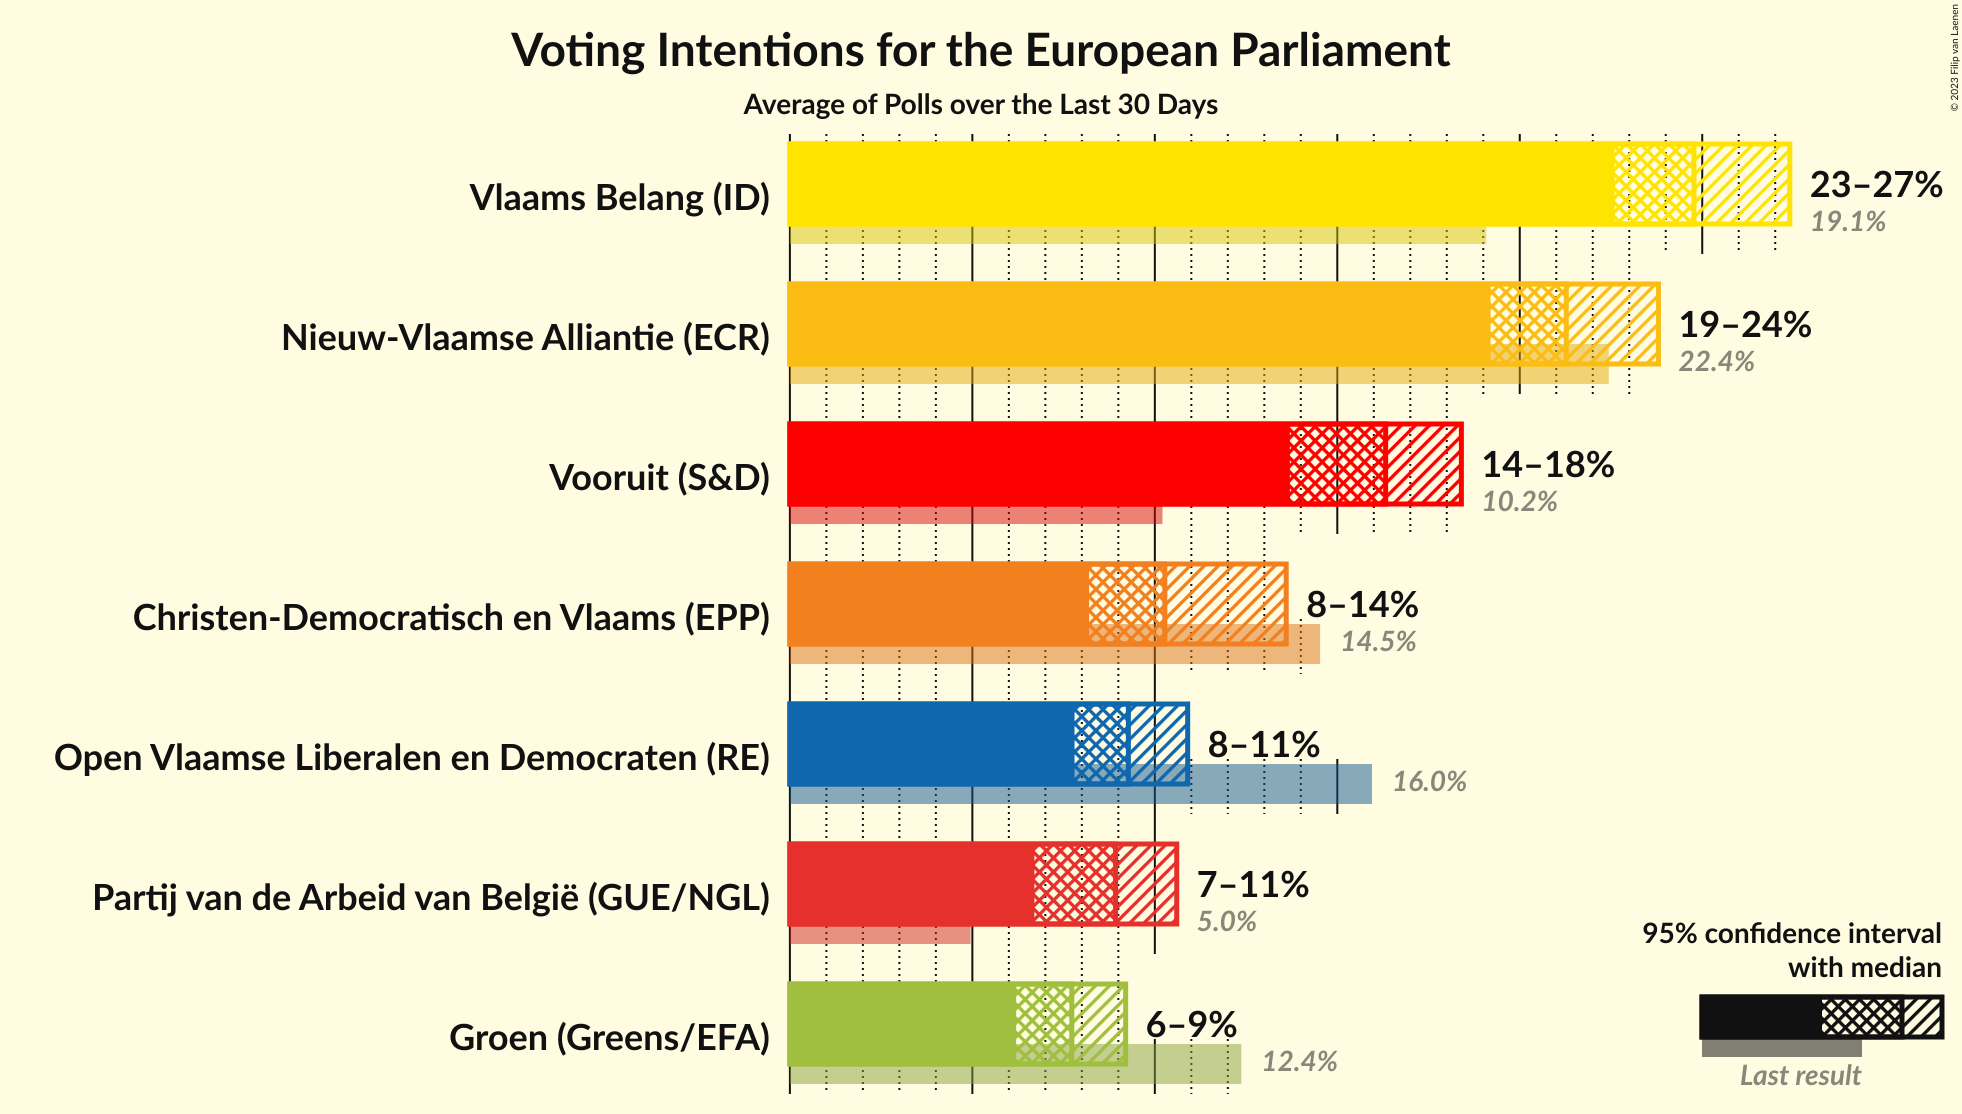 Voting Intentions for the European Parliament
Average of Polls over the Last 30 Days
© 2023 Filip van Laenen
Vlaams Belang (ID)
23–27%
19.1%
Nieuw-Vlaamse Alliantie (ECR)
19–24%
22.4%
Vooruit (S&D)
14–18%
10.2%
Christen-Democratisch en Vlaams (EPP)
8–14%
14.5%
Open Vlaamse Liberalen en Democraten (RE)
8–11%
16.0%
Partij van de Arbeid van België (GUE/NGL)
7–11%
5.0%
Groen (Greens/EFA)
6–9%
12.4%
95% confidence interval
with median
Last result